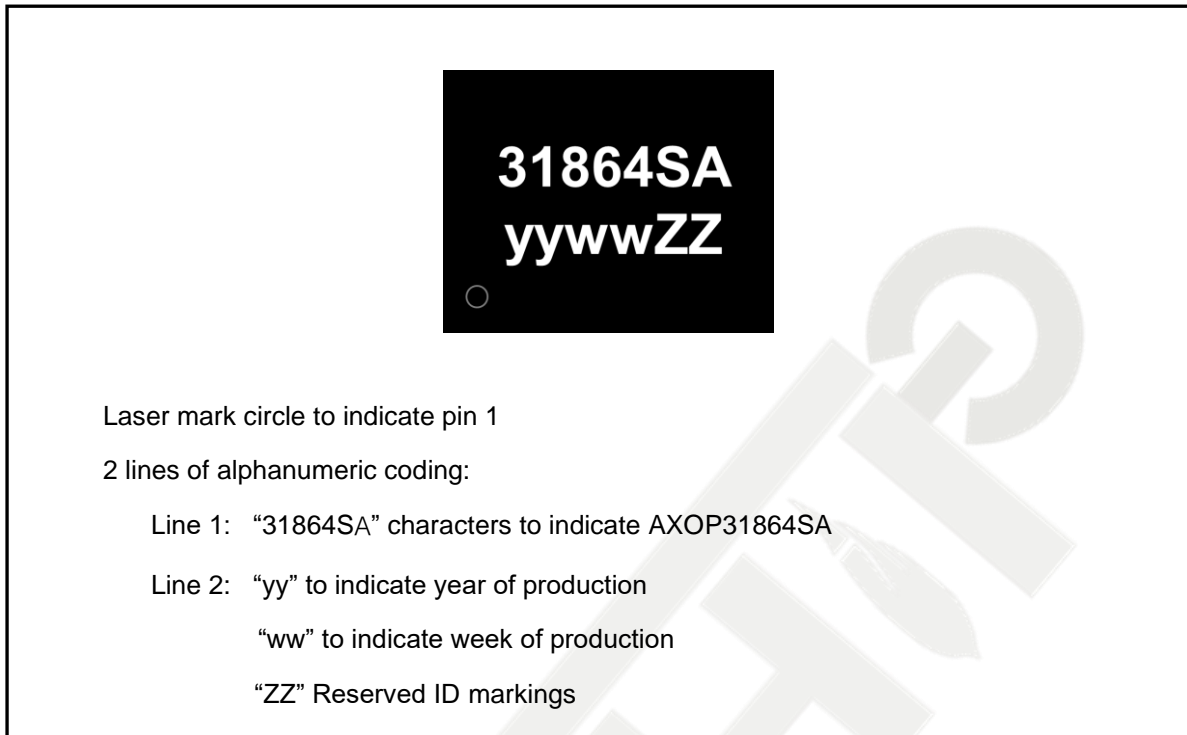 31864SA
yywwZZ
Laser mark circle to indicate pin 1
2 lines of alphanumeric coding:
Line 1: “31864SA” characters to indicate AXOP31864SA
Line 2: “yy” to indicate year of production
“ww” to indicate week of production
“ZZ” Reserved ID markings